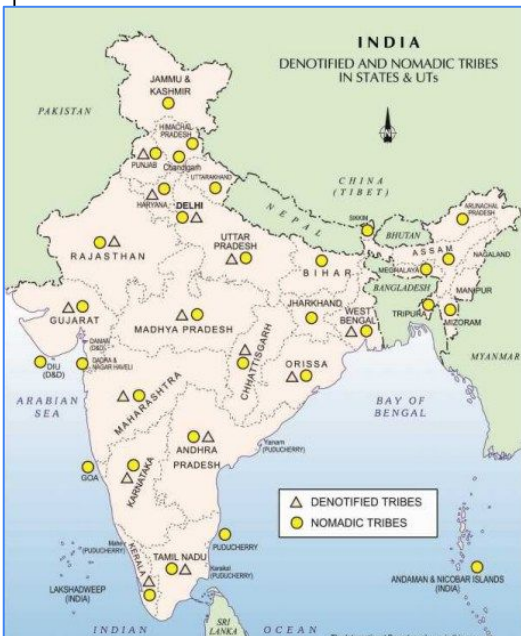 INDIA
DENOTIFIED AND NOMADIC TRIBES
IN STATES & UTs
JAMMU &
KASHMIR
PAKISTAN
N
HIMACHAL
PRADESH
PUNJAB
Chandigarh
UTTARAKHAND
CHINA
(TIBET)
HARYANA
DELHI
NEPAL
SIKKIM
BHUTAN
ARUNACHAL
PRADESH
RAJASTHAN
UTTAR
PRADESH
BIHAR
ASSAM
NAGALAND
MEGHALAYA
BANGLADESH
MANIPUR
GUJARAT
MADHYA PRADESH
JHARKHAND
WEST
BENGAL
TRIPURA
MIZORAM
DAMAN
(D&D)
DIU
(D&D)
DADRA &
NAGAR HAVELI
CHHATTISGARH
ORISSA
MYANMAR
ARABIAN
SEA
MAHARASHTRA
BAY OF
BENGAL
ANDHRA
PRADESH
Yanam
(PUDUCHERRY)
GOA
KARNATAKA
DENOTIFIED TRIBES
NOMADIC TRIBES
Mahe
(PUDUCHERRY)
PUDUCHERRY
TAMIL NADU
KERALA
Karaikal
(PUDUCHERRY)
LAKSHADWEEP
(INDIA)
ANDAMAN & NICOBAR ISLANDS
(INDIA)
INDIAN OCEAN
SRI
LANKA